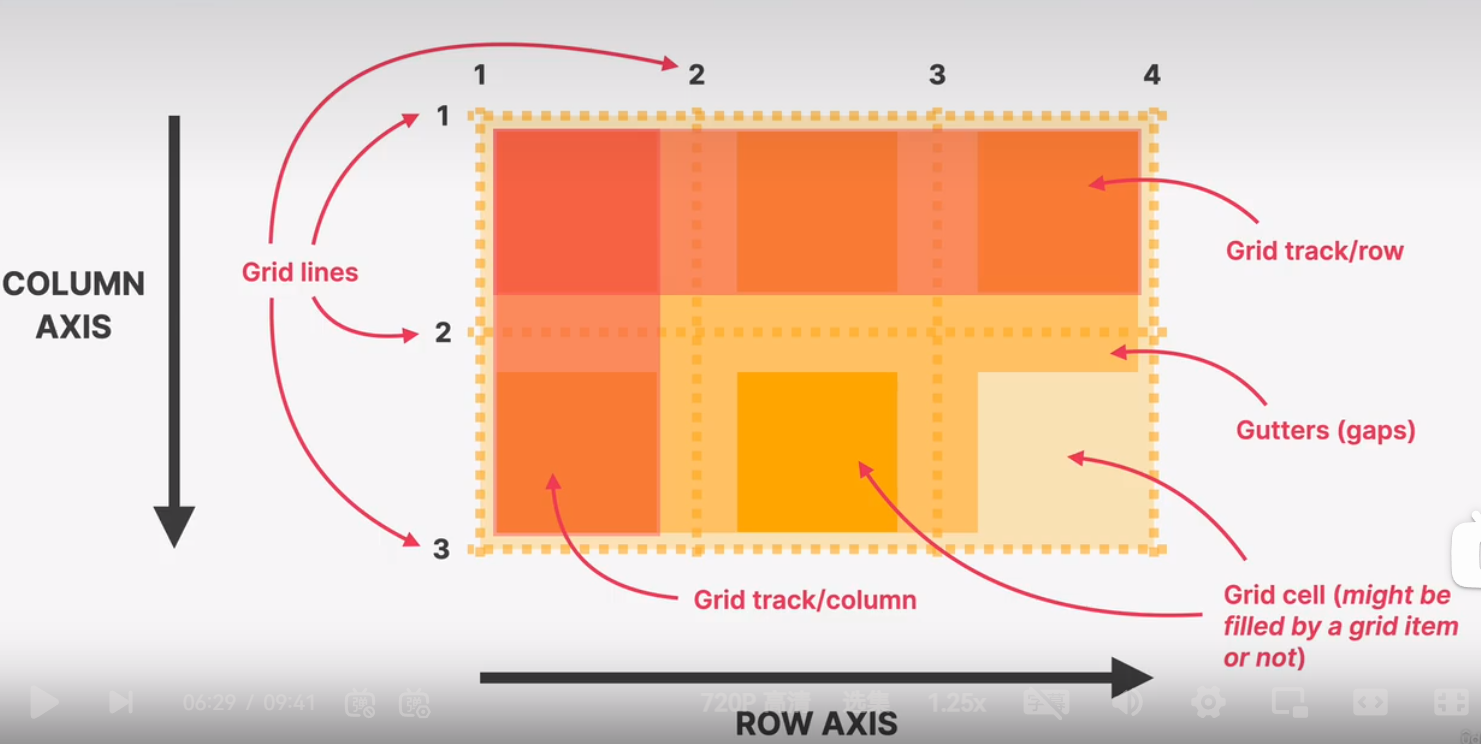 1 2 3 4
1
Grid track/row
Grid lines
COLUMN
AXIS
2
Gutters (gaps)
3
Grid track/column
Grid cell (might be
filled by a grid item
or not)
06:29 / 09:41
720P 高清
选集
1.25x
字幕
ROW AXIS